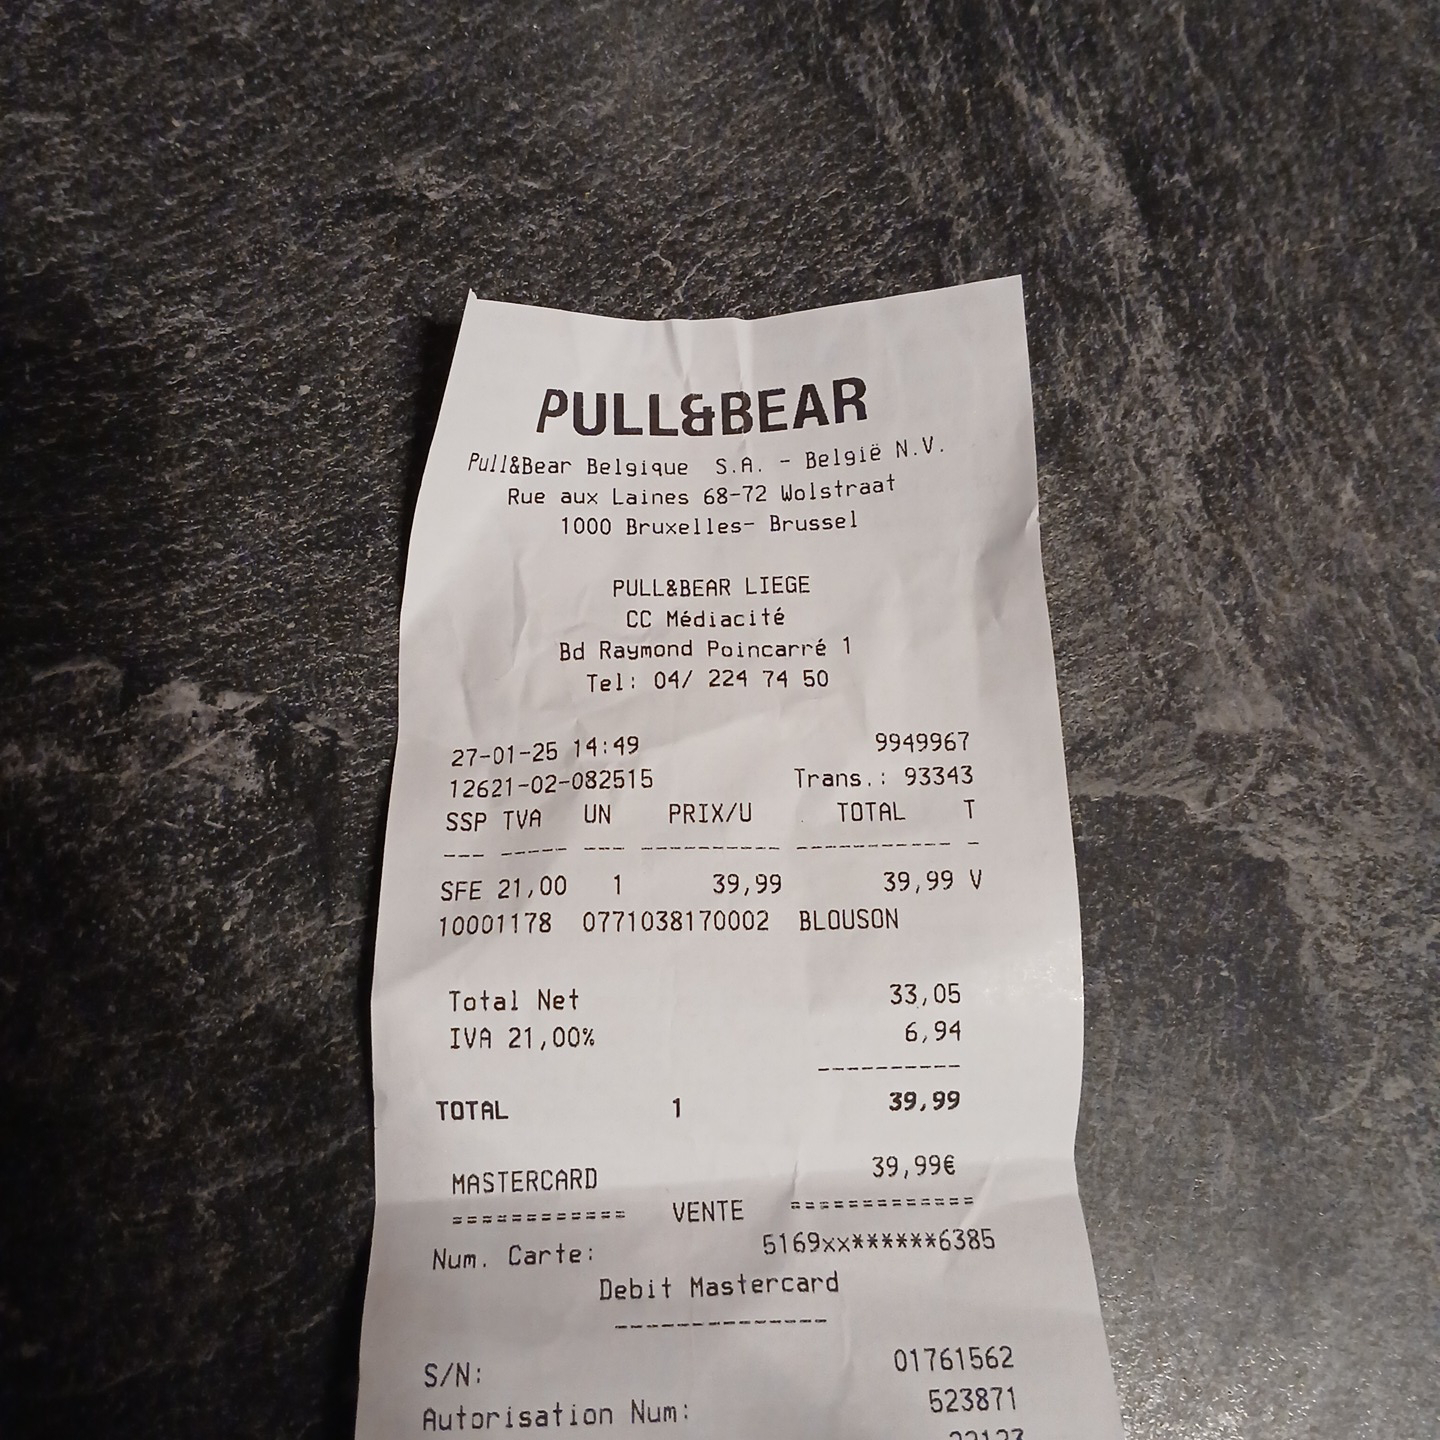 PULL&BEAR
Pull&Bear Belgique S.A. - België N.V.
Rue aux Laines 68-72 Wolstraat
1000 Bruxelles- Brussel
PULL&BEAR LIEGE
CC Médiacité
Bd Raymond Poincarré 1
Tel: 04/ 224 74 50
27-01-25 14:49 9949967
12621-02-082515 Trans.: 93343
SSP TVA UN PRIX/U TOTAL T
--- ----- --- ---------- ----------- -
SFE 21,00 1 39,99 39,99 V
10001178 0771038170002 BLOUSON
Total Net 33,05
IVA 21,00% 6,94
----------
TOTAL 1 39,99
MASTERCARD 39,99€
============ VENTE =============
Num. Carte: 5169xx******6385
Debit Mastercard
----------------
S/N: 01761562
Autorisation Num: 523871